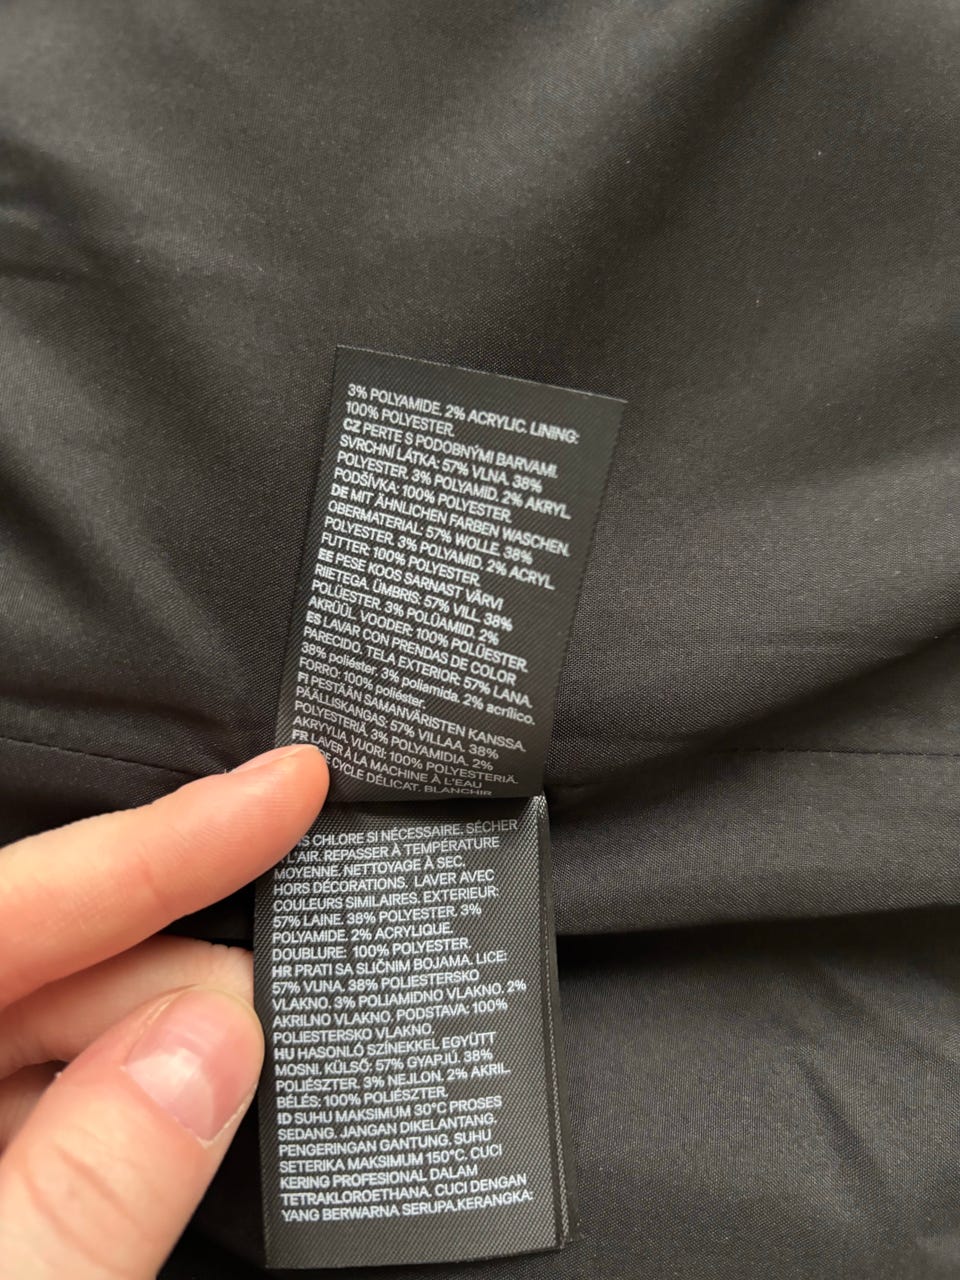 3% POLYAMIDE. 2% ACRYLIC. LINING:
100% POLYESTER.
CZ PERTE S PODOBNÝMI BARVAMI.
SVRCHNÍ LÁTKA: 57% VLNA. 38%
POLYESTER. 3% POLYAMID. 2% AKRYL.
PODŠÍVKA: 100% POLYESTER.
DE MIT ÄHNLICHEN FARBEN WASCHEN.
OBERMATERIAL: 57% WOLLE. 38%
POLYESTER. 3% POLYAMID. 2% ACRYL.
FUTTER: 100% POLYESTER.
EE PESE KOOS SARNAST VÄRVI
RIIETEGA. ÜMBRIS: 57% VILL. 38%
POLÜESTER. 3% POLÜAMIID. 2%
AKRÜÜL. VOODER: 100% POLÜESTER.
ES LAVAR CON PRENDAS DE COLOR
PARECIDO. TELA EXTERIOR: 57% LANA.
38% poliéster. 3% poliamida. 2% acrílico.
FORRO: 100% poliéster.
FI PESTÄÄN SAMANVÄRISTEN KANSSA.
PÄÄLLISKANGAS: 57% VILLAA. 38%
POLYESTERIÄ. 3% POLYAMIDIA. 2%
AKRYYLIA. VUORI: 100% POLYESTERIÄ.
FR LAVER À LA MACHINE À L'EAU
CYCLE DÉLICAT. BLANCHIR
CHLORE SI NÉCESSAIRE. SÉCHER
L'AIR. REPASSER À TEMPÉRATURE
MOYENNE. NETTOYAGE À SEC.
HORS DÉCORATIONS. LAVER AVEC
COULEURS SIMILAIRES. EXTERIEUR:
57% LAINE. 38% POLYESTER. 3%
POLYAMIDE. 2% ACRYLIQUE.
DOUBLURE: 100% POLYESTER.
HR PRATI SA SLIČNIM BOJAMA. LICE:
57% VUNA. 38% POLIESTERSKO
VLAKNO. 3% POLIAMIDNO VLAKNO. 2%
AKRILNO VLAKNO. PODSTAVA: 100%
POLIESTERSKO VLAKNO.
HU HASONLÓ SZÍNEKKEL EGYÜTT
MOSNI. KÜLSŐ: 57% GYAPJÚ. 38%
POLIÉSZTER. 3% NEJLON. 2% AKRIL.
BÉLÉS: 100% POLIÉSZTER.
ID SUHU MAKSIMUM 30°C PROSES
SEDANG. JANGAN DIKELANTANG.
PENGERINGAN GANTUNG. SUHU
SETERIKA MAKSIMUM 150°C. CUCI
KERING PROFESIONAL DALAM
TETRAKLOROETHANA. CUCI DENGAN
YANG BERWARNA SERUPA.KERANGKA: